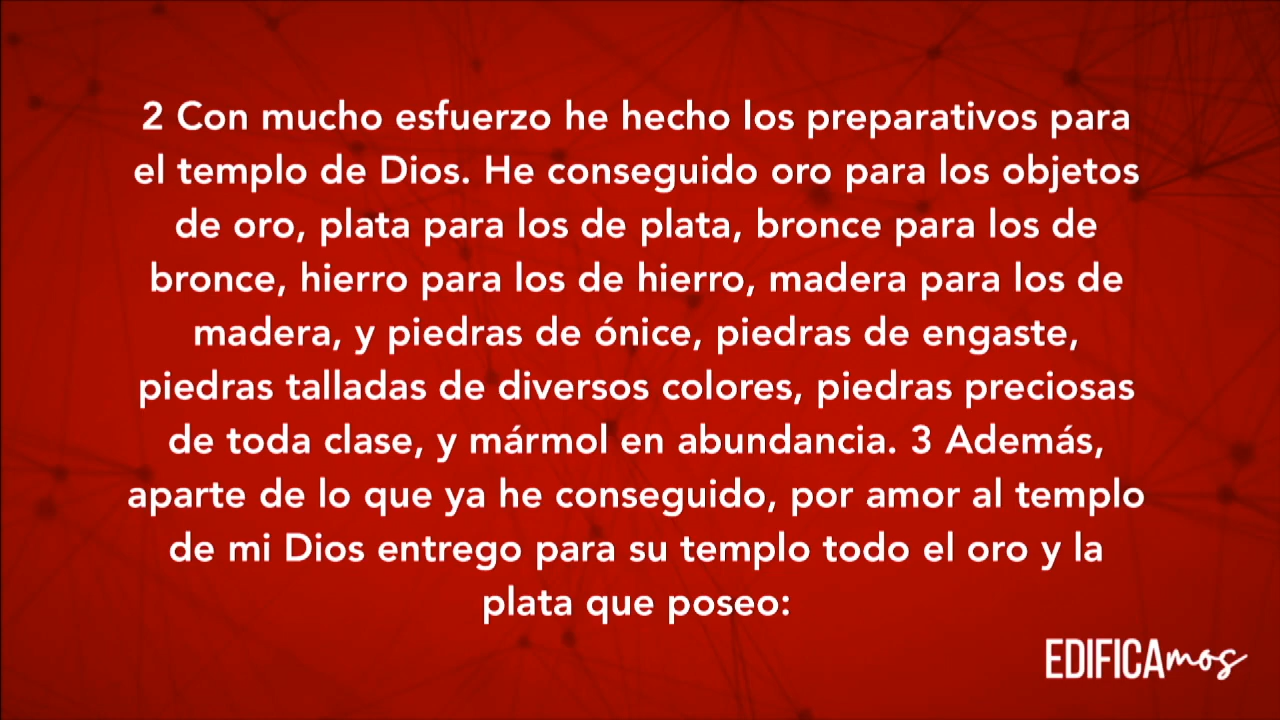 2 Con mucho esfuerzo he hecho los preparativos para
el templo de Dios. He conseguido oro para los objetos
de oro, plata para los de plata, bronce para los de
bronce, hierro para los de hierro, madera para los de
madera, y piedras de ónice, piedras de engaste,
piedras talladas de diversos colores, piedras preciosas
de toda clase, y mármol en abundancia. 3 Además,
aparte de lo que ya he conseguido, por amor al templo
de mi Dios entrego para su templo todo el oro y la
plata que poseo:
EDIFICAmos